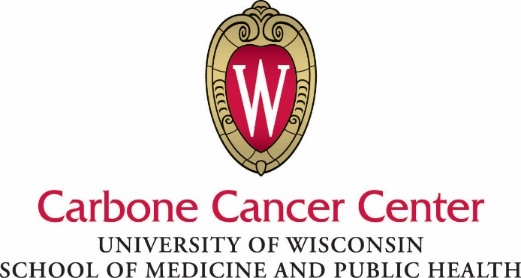 W
Carbone Cancer Center
UNIVERSITY OF WISCONSIN
SCHOOL OF MEDICINE AND PUBLIC HEALTH